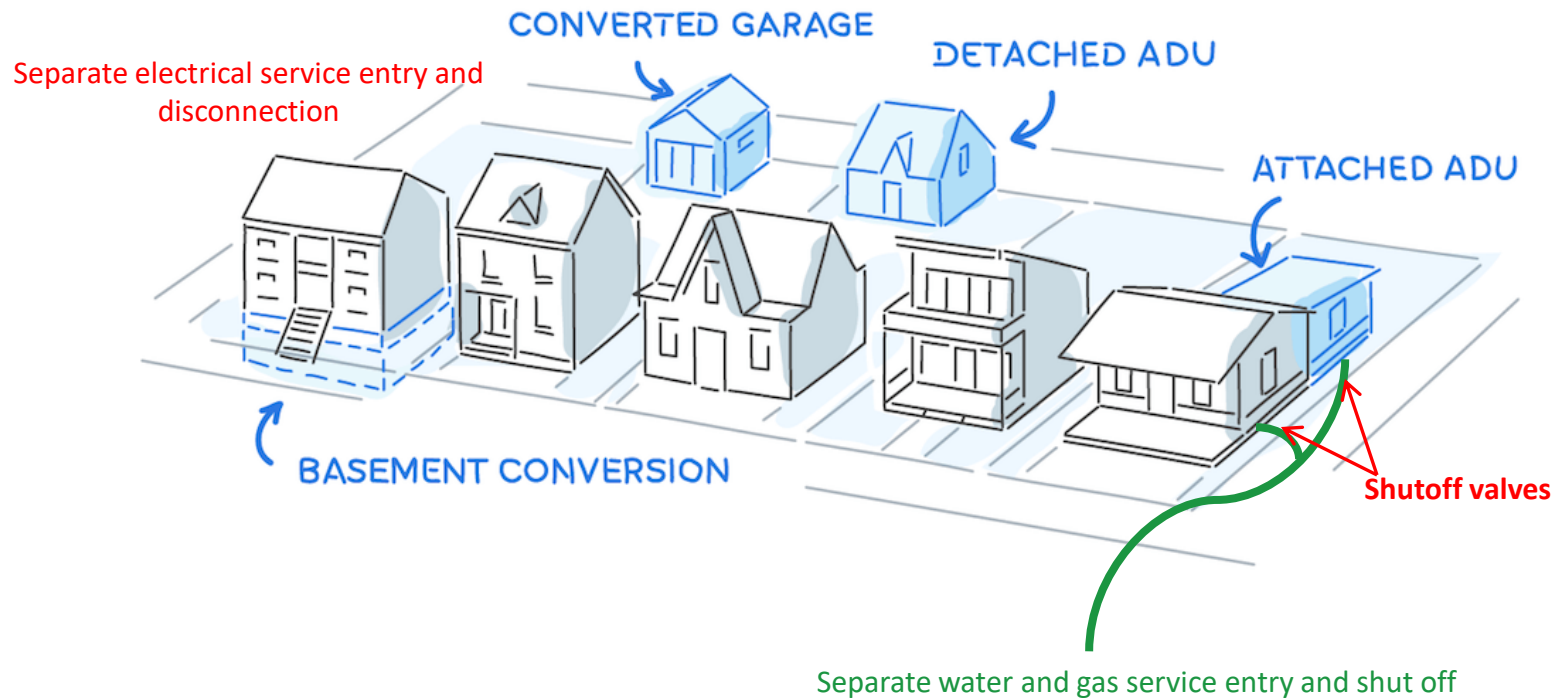 CONVERTED GARAGE
Separate electrical service entry and
disconnection
DETACHED ADU
ATTACHED ADU
BASEMENT CONVERSION
Shutoff valves
Separate water and gas service entry and shut off